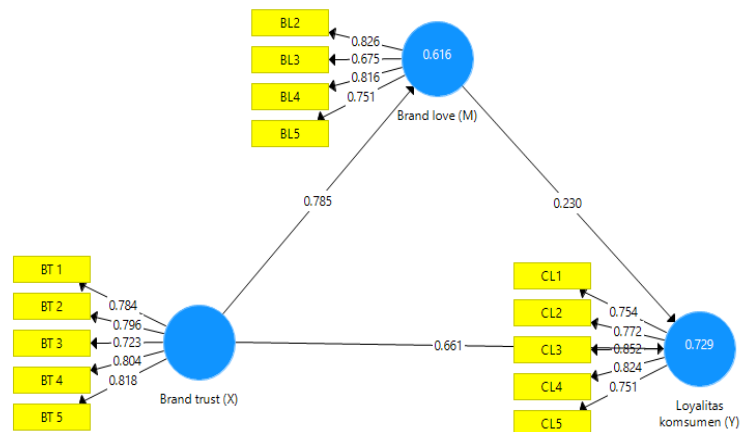 BL2
BL3
BL4
BL5
0.826
0.675
0.816
0.751
0.616
Brand love (M)
0.785
0.230
BT 1
BT 2
BT 3
BT 4
BT 5
0.784
0.796
0.723
0.804
0.818
Brand trust (X)
0.661
CL1
CL2
CL3
CL4
CL5
0.754
0.772
0.852
0.824
0.751
0.729
Loyalitas
komsumen (Y)